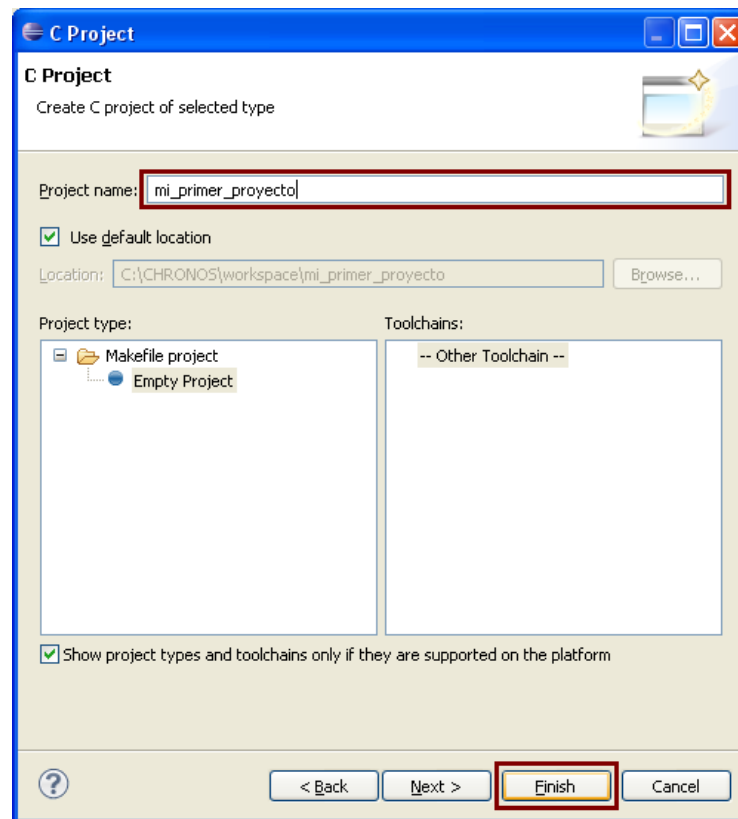 C Project
C Project
Create C project of selected type
Project name: mi_primer_proyecto
Use default location
Location: C:\CHRONOS\workspace\mi_primer_proyecto Browse...
Project type: Toolchains:
Makefile project -- Other Toolchain --
Empty Project
Show project types and toolchains only if they are supported on the platform
? < Back Next > Finish Cancel